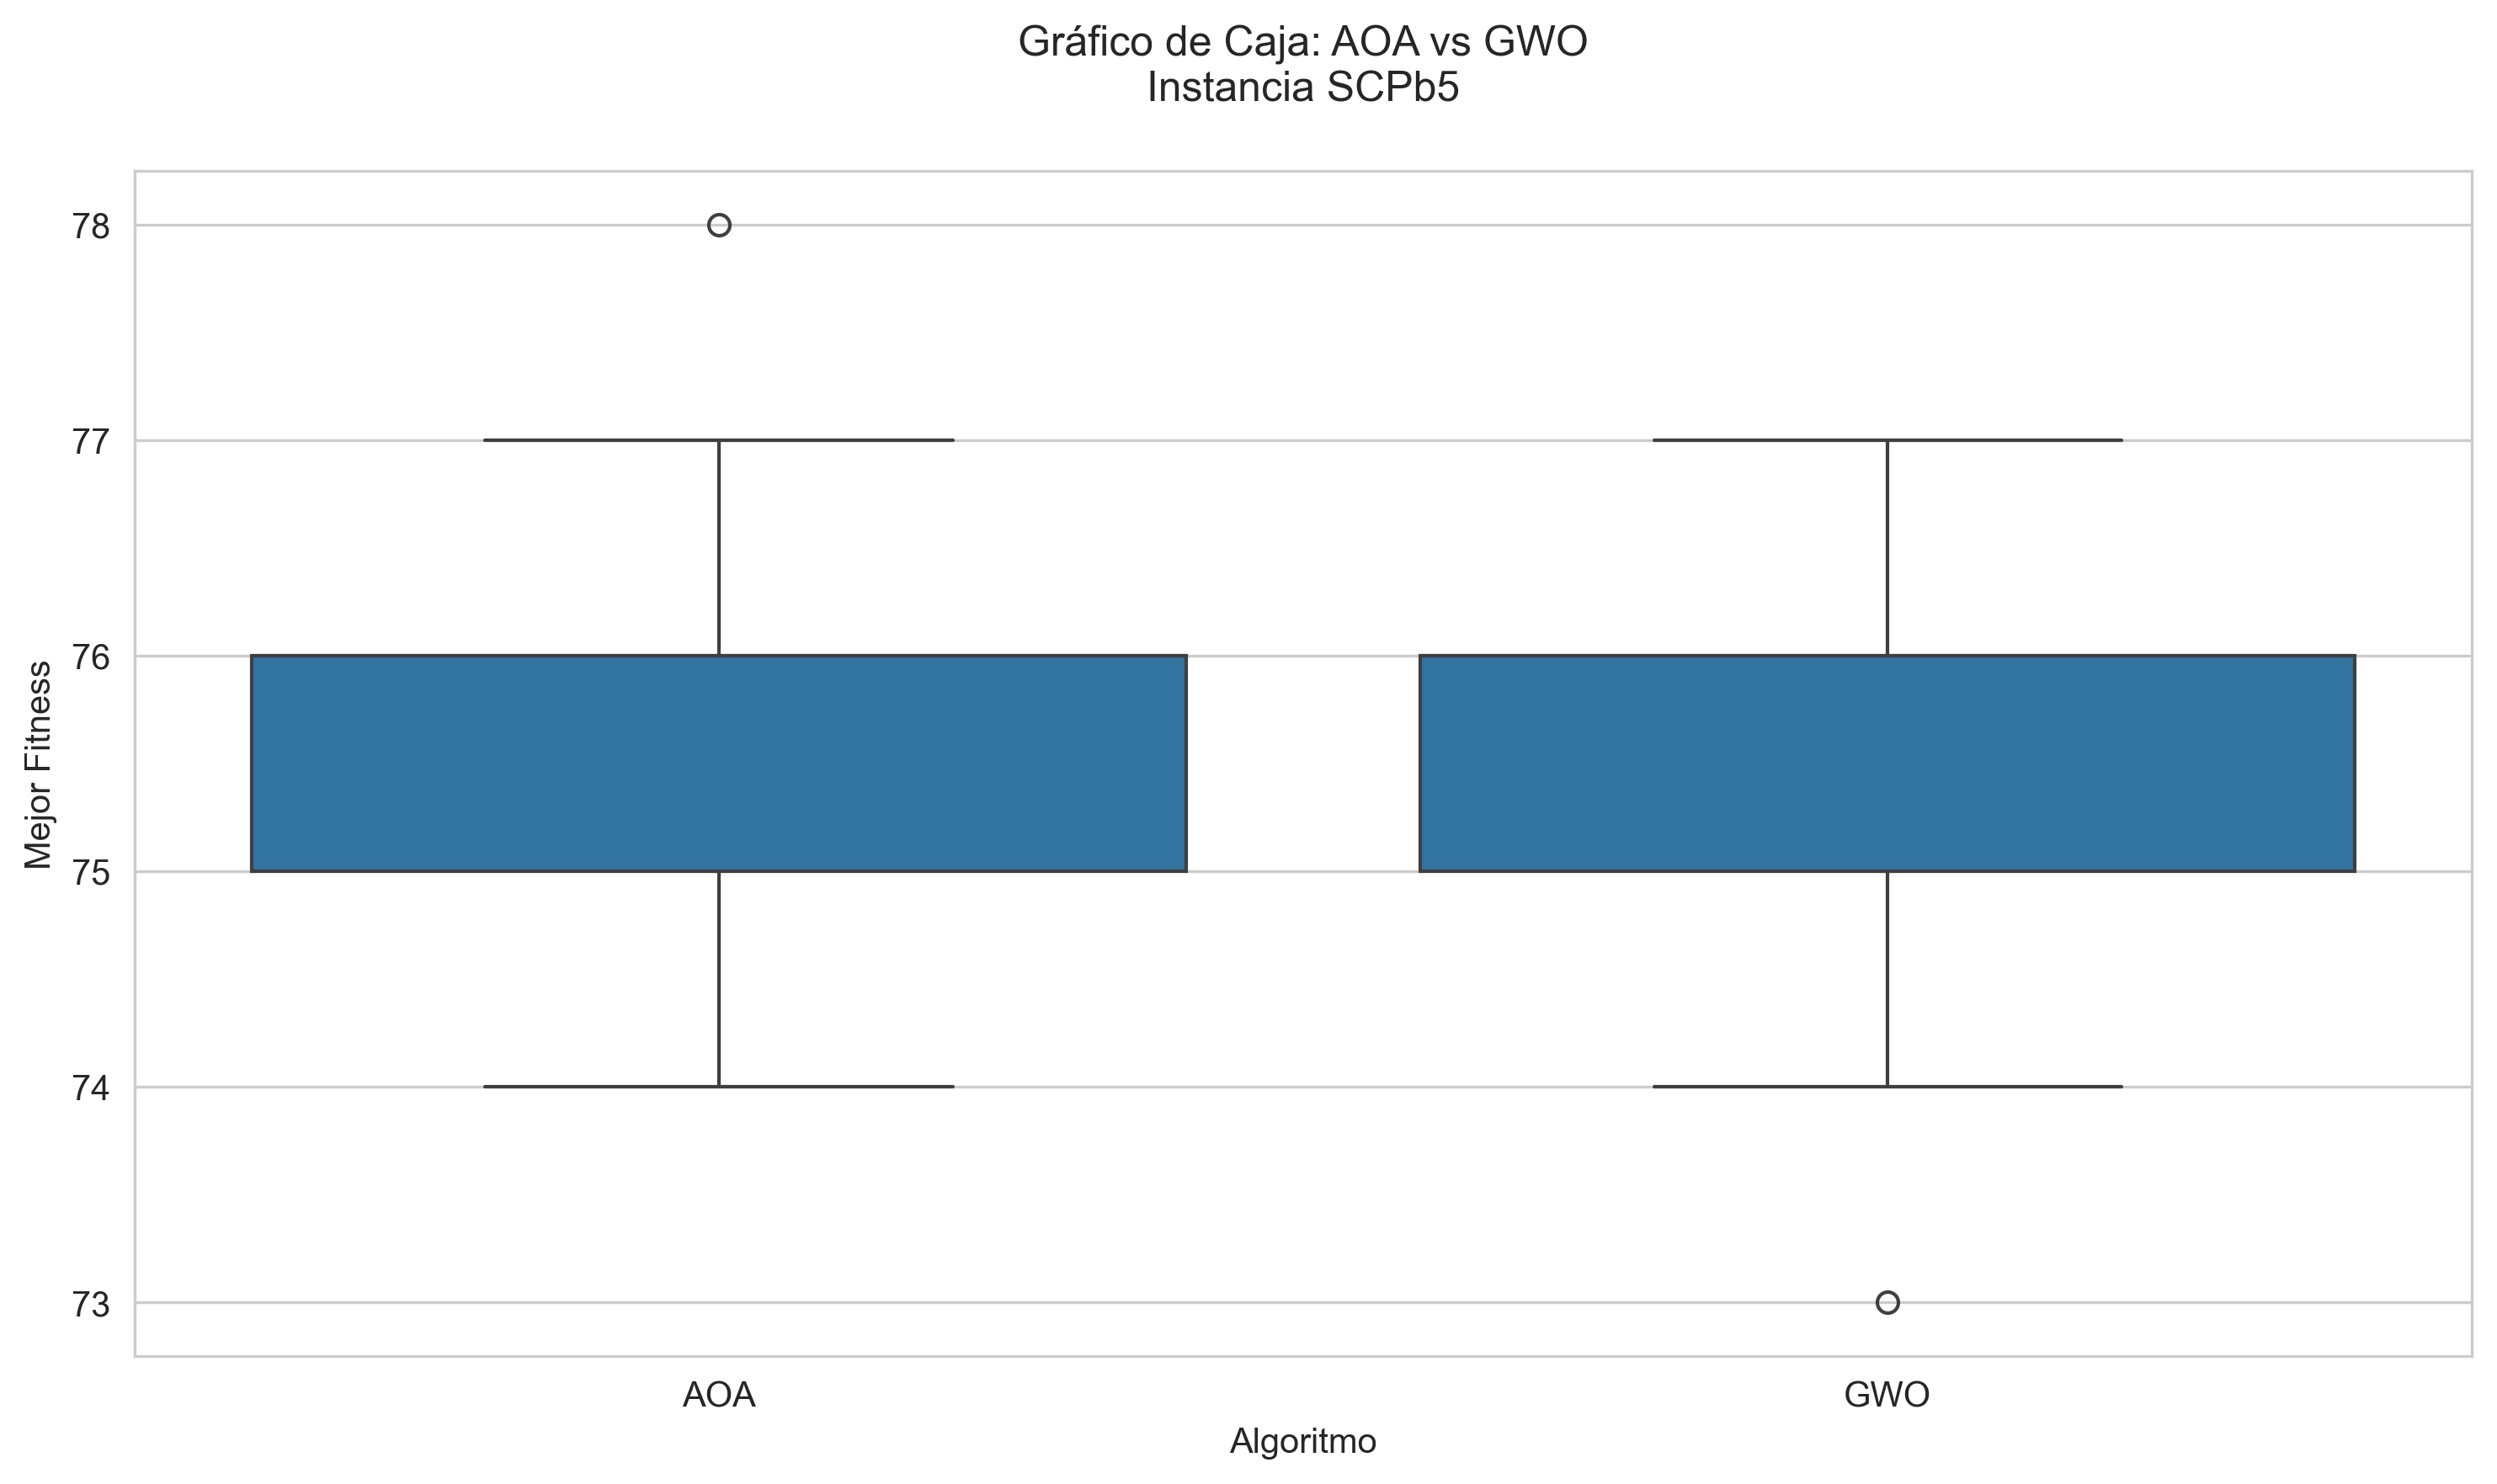 Gráfico de Caja: AOA vs GWO
Instancia SCPb5
78
77
76
75
74
73
Mejor Fitness
AOA
GWO
Algoritmo